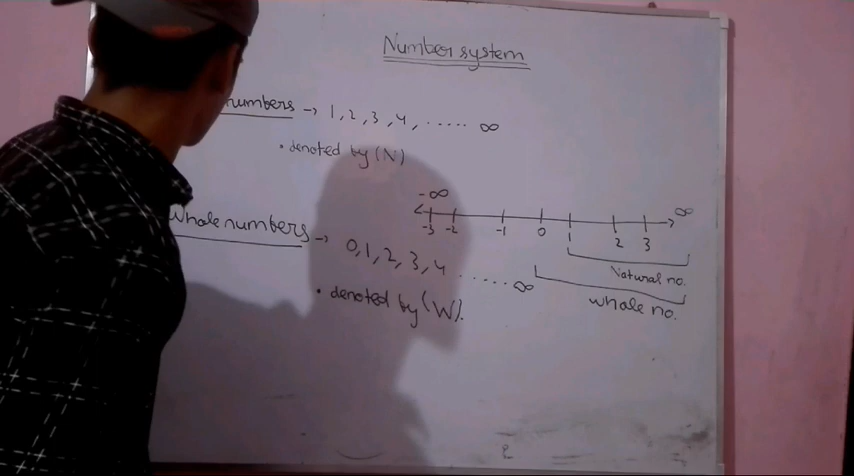 Number system
numbers → 1, 2, 3, 4, ...... ∞
• denoted by (N)
-∞ ∞
-3 -2 -1 0 1 2 3
Natural no.
whole no.
Whole numbers → 0, 1, 2, 3, 4 ....... ∞
• denoted by (W).